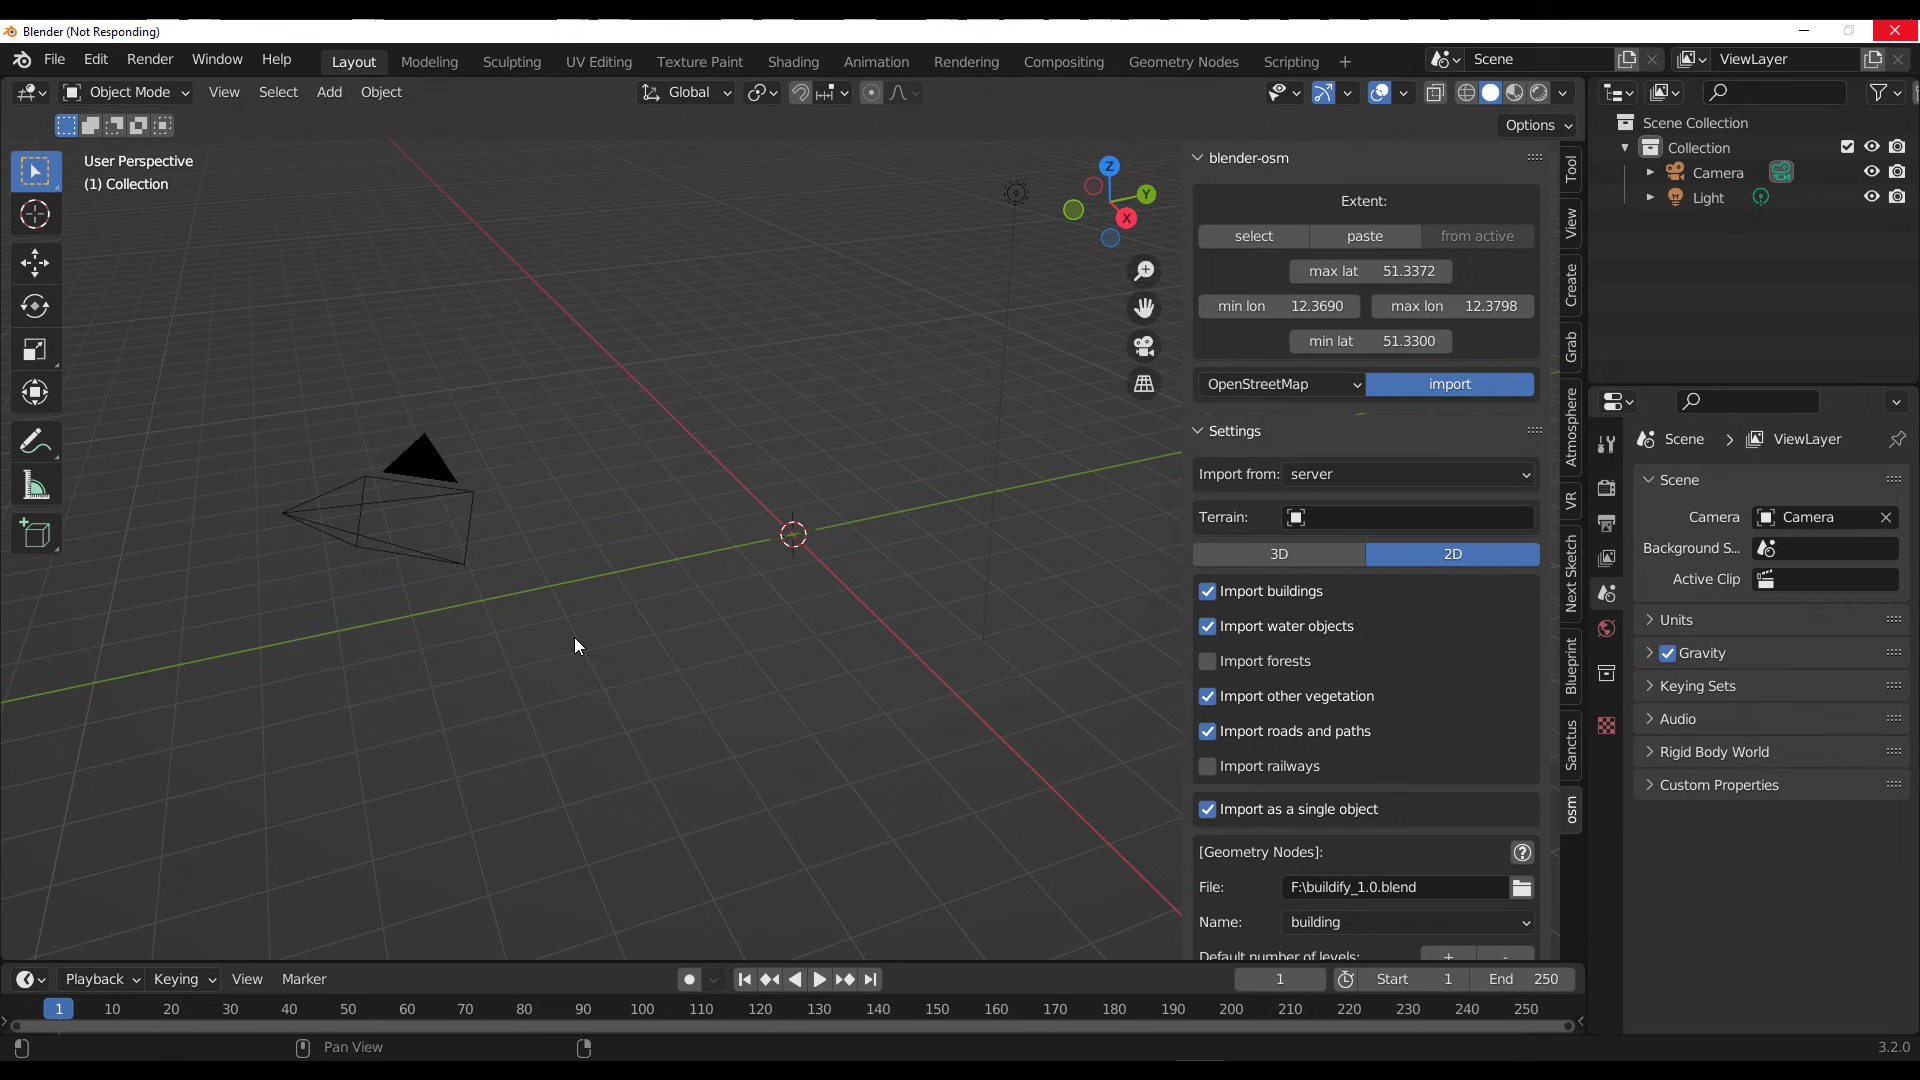 Blender (Not Responding)
File Edit Render Window Help Layout Modeling Sculpting UV Editing Texture Paint Shading Animation Rendering Compositing Geometry Nodes Scripting + Scene ViewLayer
Object Mode View Select Add Object Global
Options
User Perspective
(1) Collection
Z
Y
X
blender-osm
Extent:
select paste from active
max lat 51.3372
min lon 12.3690 max lon 12.3798
min lat 51.3300
OpenStreetMap import
Settings
Import from: server
Terrain:
3D 2D
Import buildings
Import water objects
Import forests
Import other vegetation
Import roads and paths
Import railways
Import as a single object
[Geometry Nodes]: ?
File: F:\buildify_1.0.blend
Name: building
Default number of levels: + -
Tool
View
Create
Grab
Atmosphere
VR
Next Sketch
Blueprint
Sanctus
osm
Scene Collection
Collection
Camera
Light
Scene > ViewLayer
Scene
Camera Camera
Background S...
Active Clip
Units
Gravity
Keying Sets
Audio
Rigid Body World
Custom Properties
Playback Keying View Marker 1 Start 1 End 250
1 10 20 30 40 50 60 70 80 90 100 110 120 130 140 150 160 170 180 190 200 210 220 230 240 250
Pan View 3.2.0